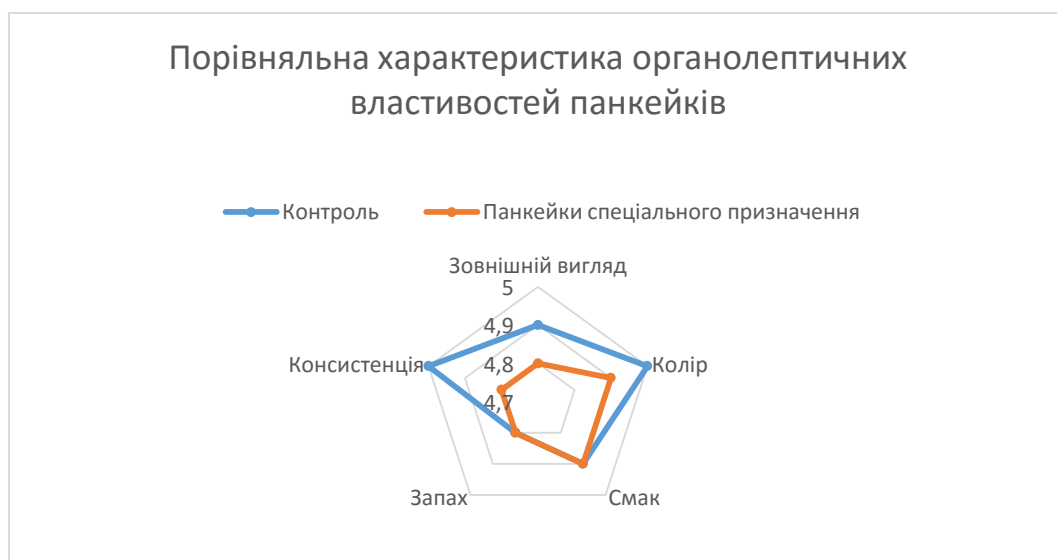 Порівняльна характеристика органолептичних
властивостей панкейків
Контроль
Панкейки спеціального призначення
Зовнішній вигляд
5
4,9
4,8
4,7
Консистенція
Колір
Запах
Смак